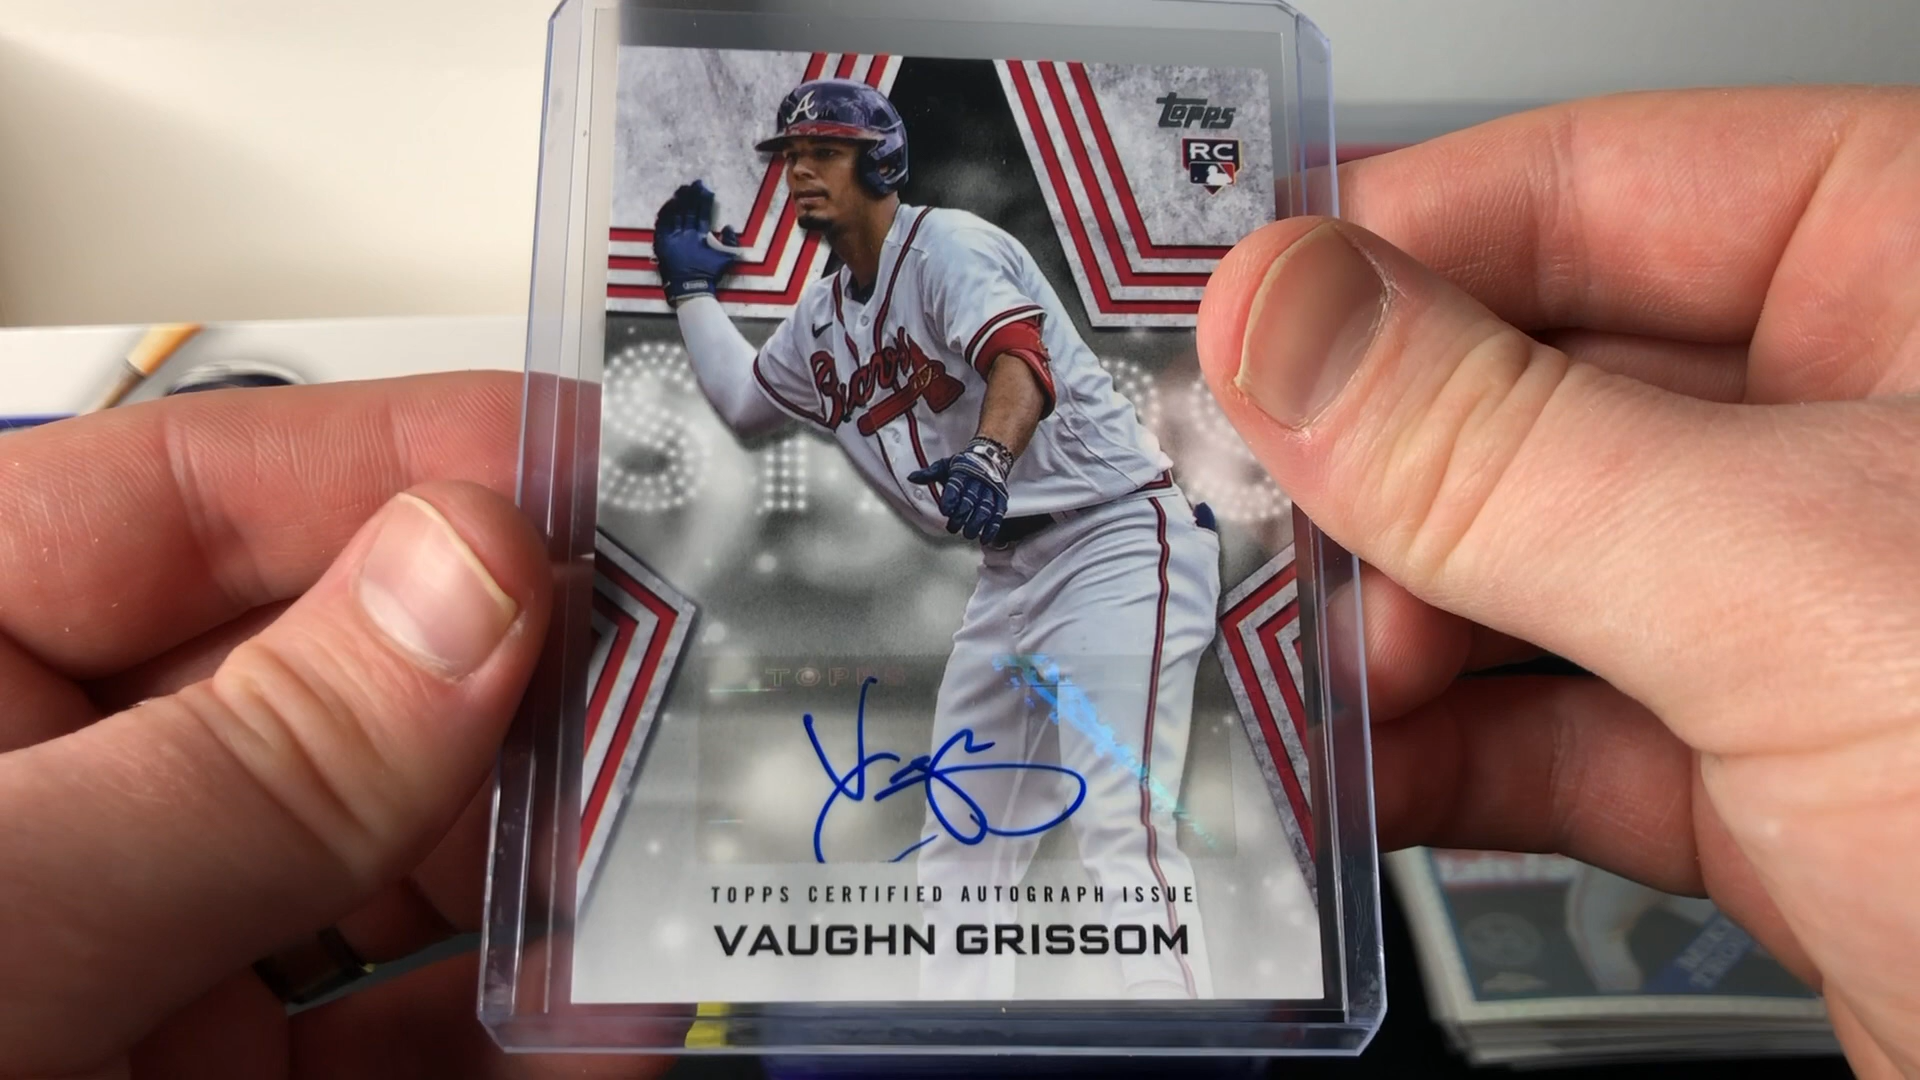 Topps
RC
A
Braves
TOPPS
TOPPS CERTIFIED AUTOGRAPH ISSUE
VAUGHN GRISSOM